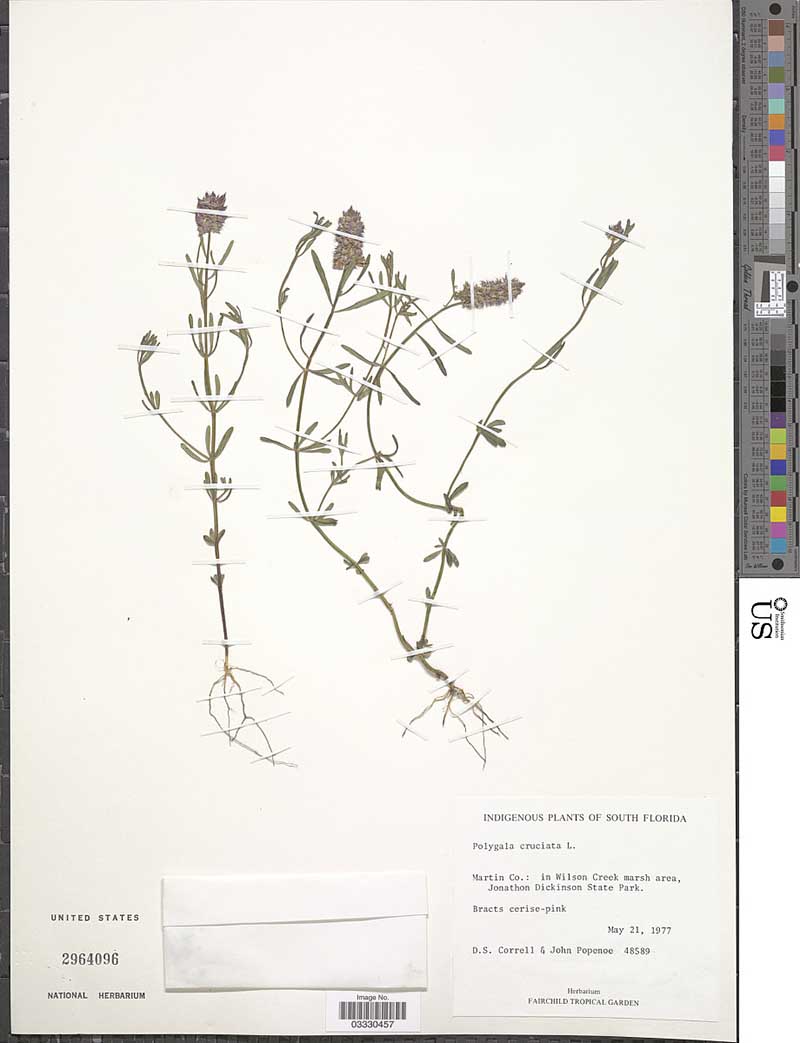 Golden Thread
US
Smithsonian
Institution
INDIGENOUS PLANTS OF SOUTH FLORIDA
Polygala cruciata L.
Martin Co.: in Wilson Creek marsh area,
Jonathon Dickinson State Park.
Bracts cerise-pink
May 21, 1977
D.S. Correll & John Popenoe 48589
Herbarium
FAIRCHILD TROPICAL GARDEN
UNITED STATES
2964096
NATIONAL HERBARIUM
Image No.
03330457